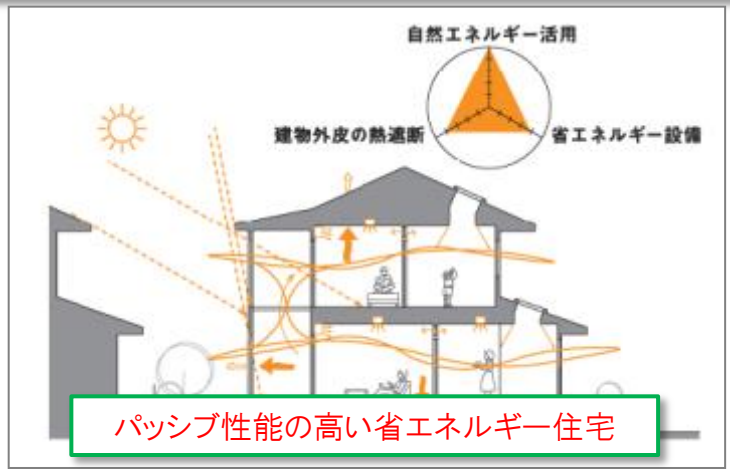 自然エネルギー活用
建物外皮の熱遮断
省エネルギー設備
パッシブ性能の高い省エネルギー住宅